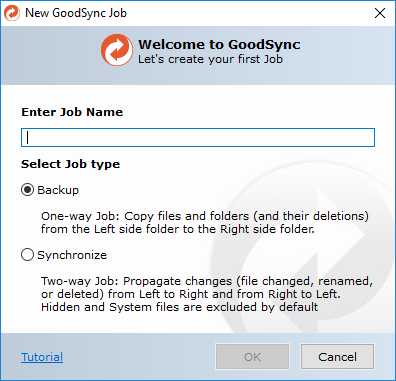 New GoodSync Job
Welcome to GoodSync
Let's create your first Job
Enter Job Name
Select Job type
Backup
One-way Job: Copy files and folders (and their deletions)
from the Left side folder to the Right side folder.
Synchronize
Two-way Job: Propagate changes (file changed, renamed,
or deleted) from Left to Right and from Right to Left.
Hidden and System files are excluded by default
Tutorial
OK
Cancel